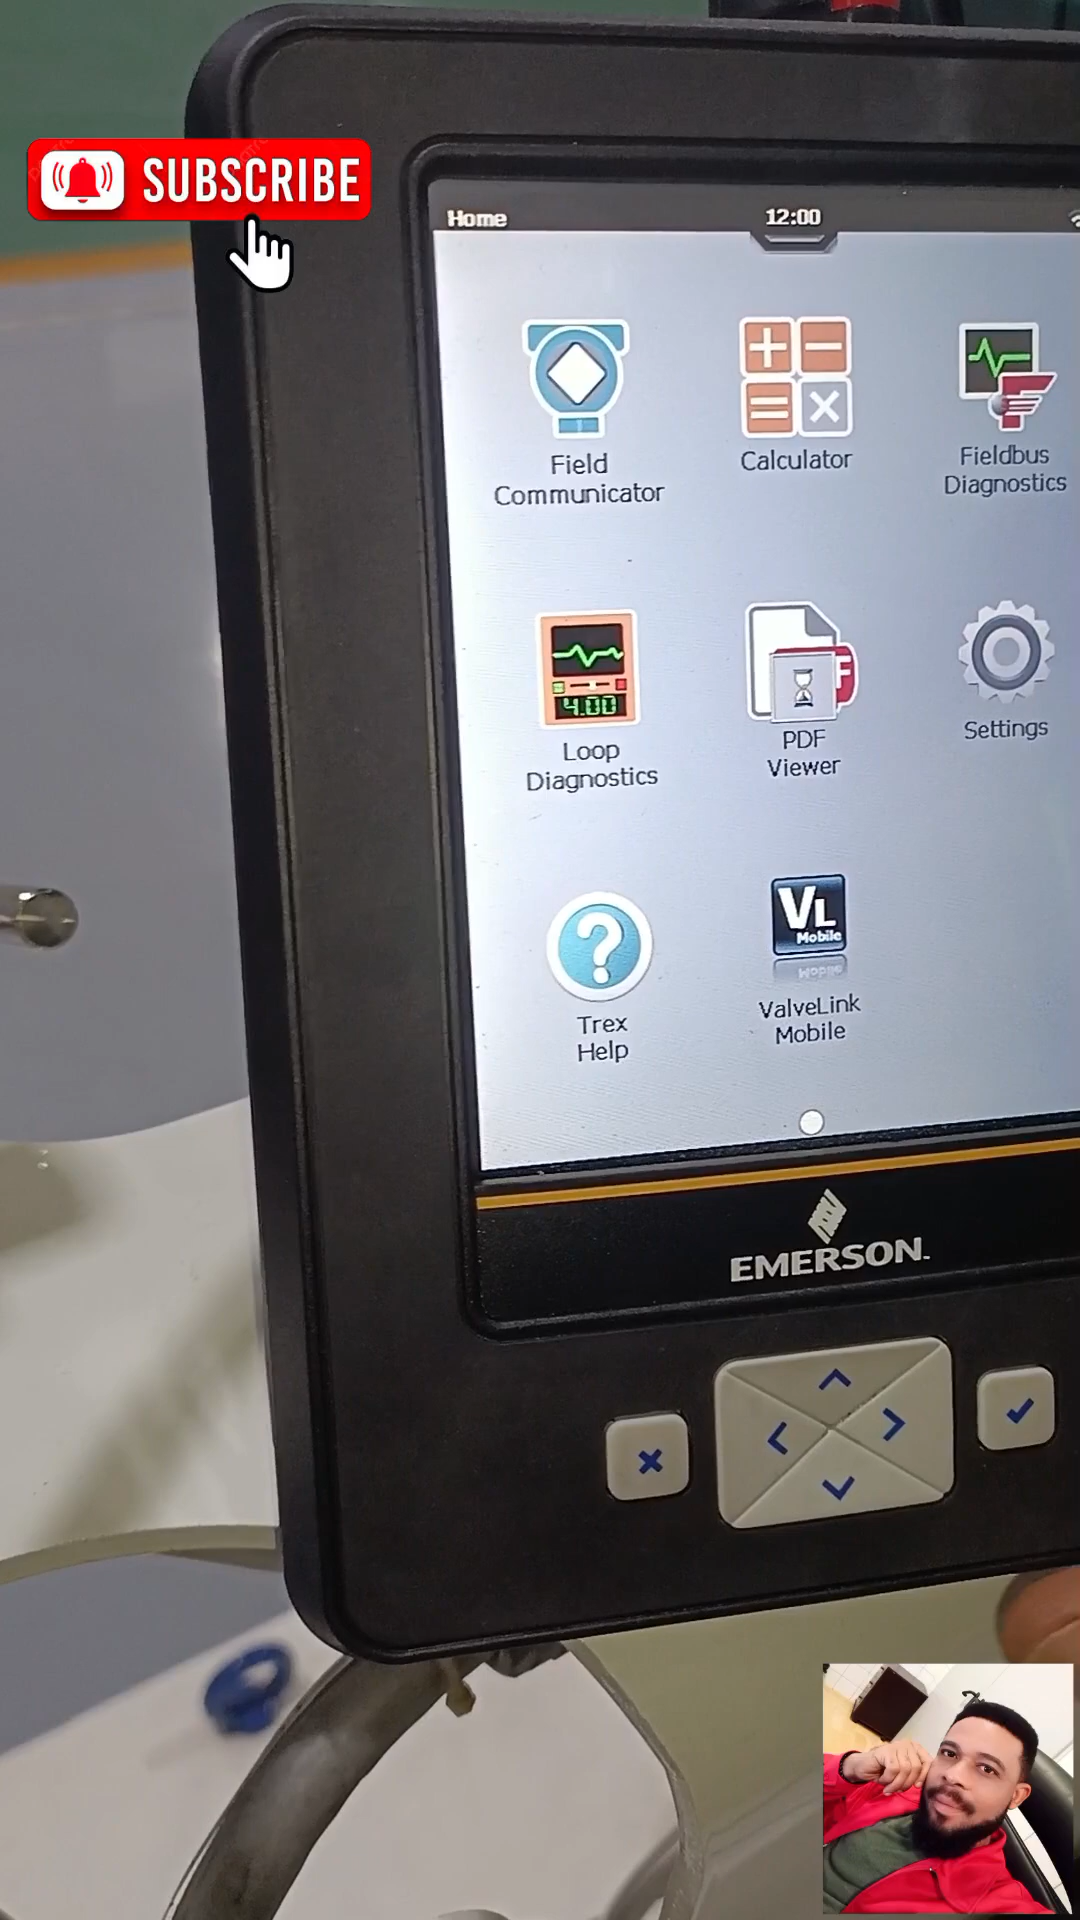 SUBSCRIBE
Home
12:00
Field
Communicator
Calculator
Fieldbus
Diagnostics
4.00
Loop
Diagnostics
F
PDF
Viewer
Settings
Trex
Help
VL
Mobile
ValveLink
Mobile
EMERSON